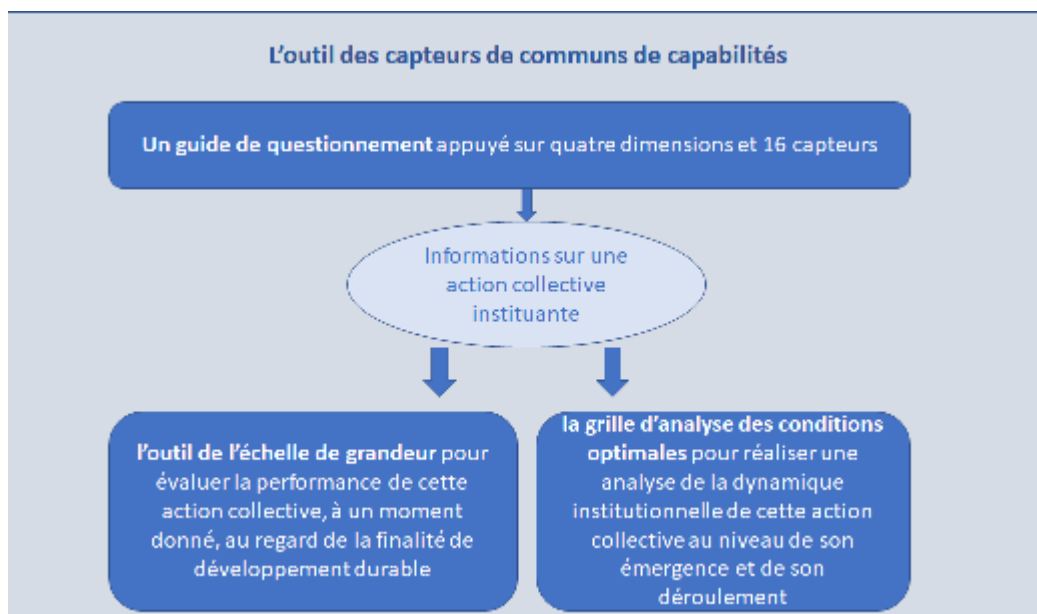 L'outil des capteurs de communs de capabilités
Un guide de questionnement appuyé sur quatre dimensions et 16 capteurs
Informations sur une
action collective
instituante
l'outil de l'échelle de grandeur pour
évaluer la performance de cette
action collective, à un moment
donné, au regard de la finalité de
développement durable
la grille d'analyse des conditions
optimales pour réaliser une
analyse de la dynamique
institutionnelle de cette action
collective au niveau de son
émergence et de son
déroulement